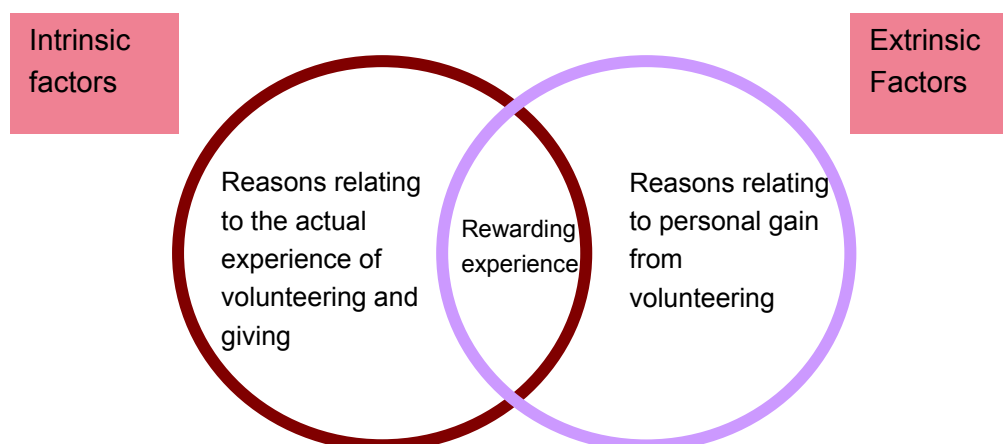 Intrinsic
factors
Extrinsic
Factors
Reasons relating
to the actual
experience of
volunteering and
giving
Rewarding
experience
Reasons relating
to personal gain
from
volunteering